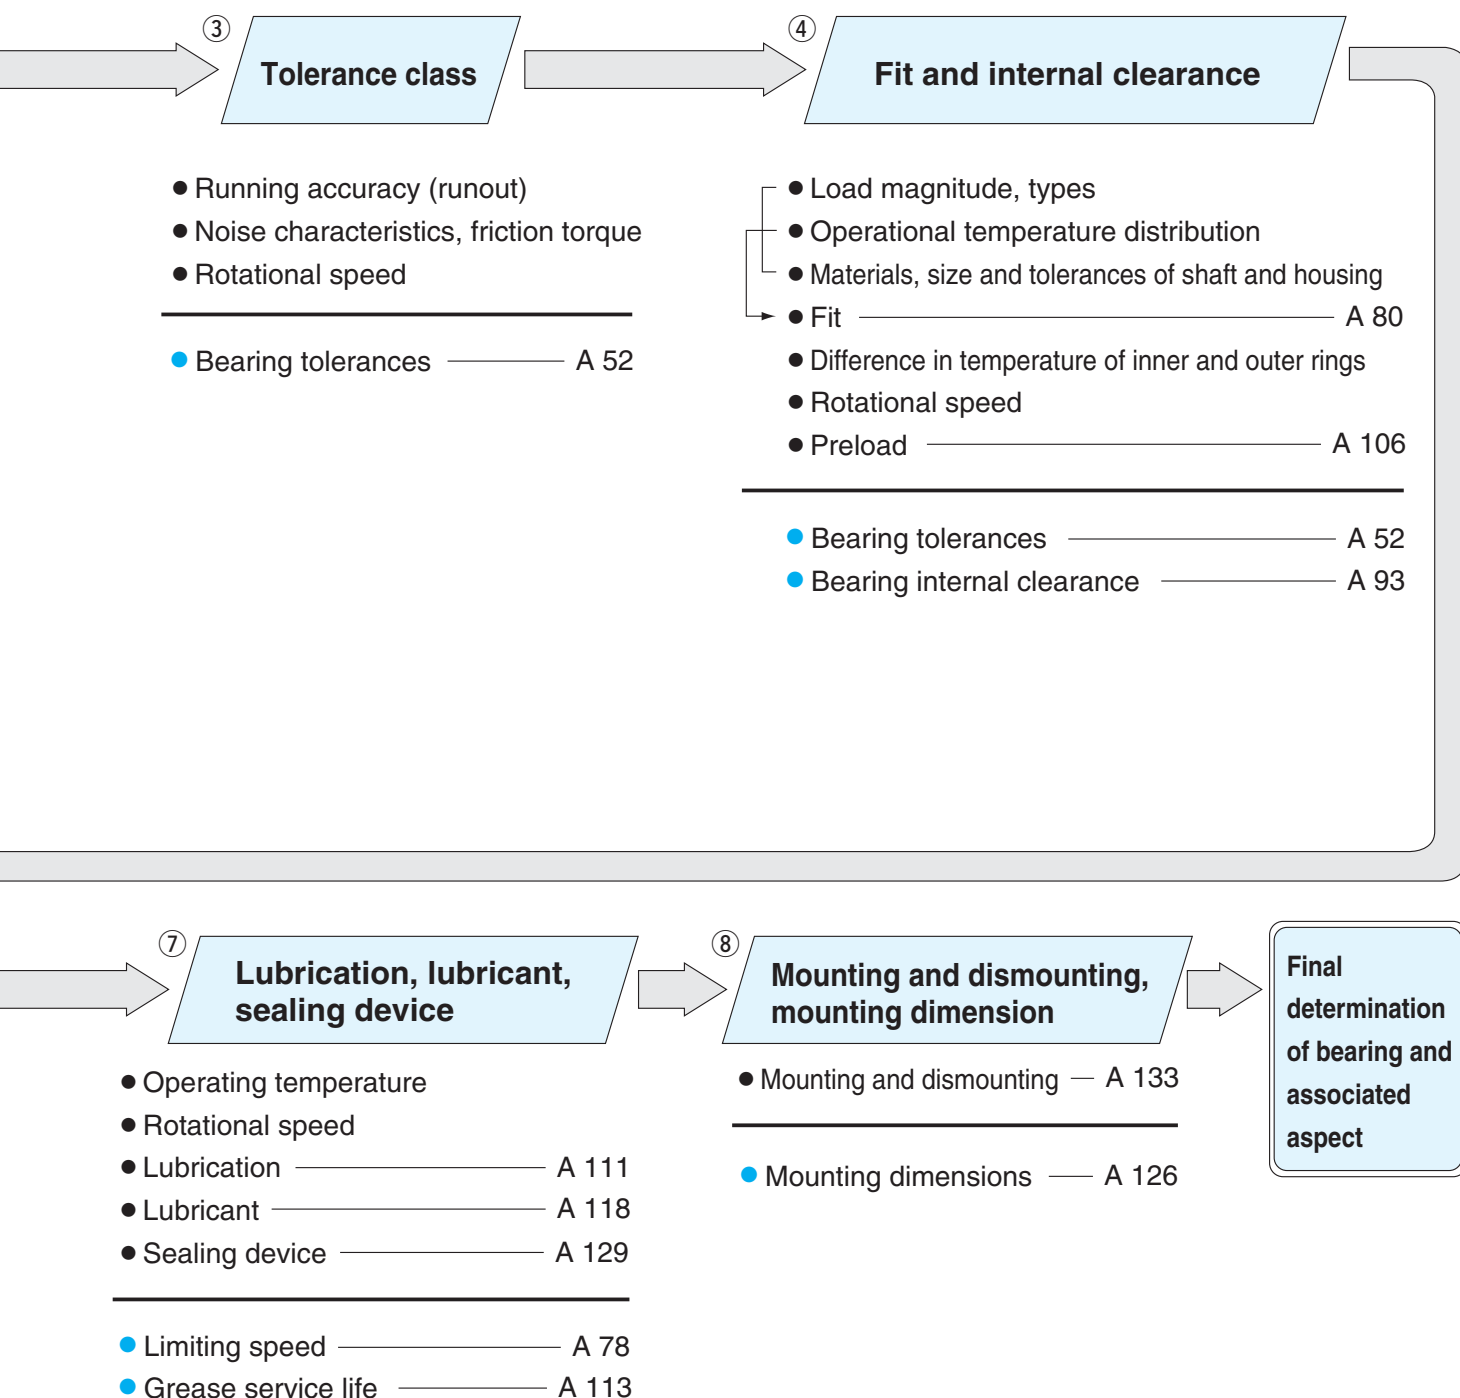 ③
Tolerance class
● Running accuracy (runout)
● Noise characteristics, friction torque
● Rotational speed
● Bearing tolerances A 52
④
Fit and internal clearance
● Load magnitude, types
● Operational temperature distribution
● Materials, size and tolerances of shaft and housing
● Fit A 80
● Difference in temperature of inner and outer rings
● Rotational speed
● Preload A 106
● Bearing tolerances A 52
● Bearing internal clearance A 93
⑦
Lubrication, lubricant,
sealing device
● Operating temperature
● Rotational speed
● Lubrication A 111
● Lubricant A 118
● Sealing device A 129
● Limiting speed A 78
● Grease service life A 113
⑧
Mounting and dismounting,
mounting dimension
● Mounting and dismounting A 133
● Mounting dimensions A 126
Final
determination
of bearing and
associated
aspect